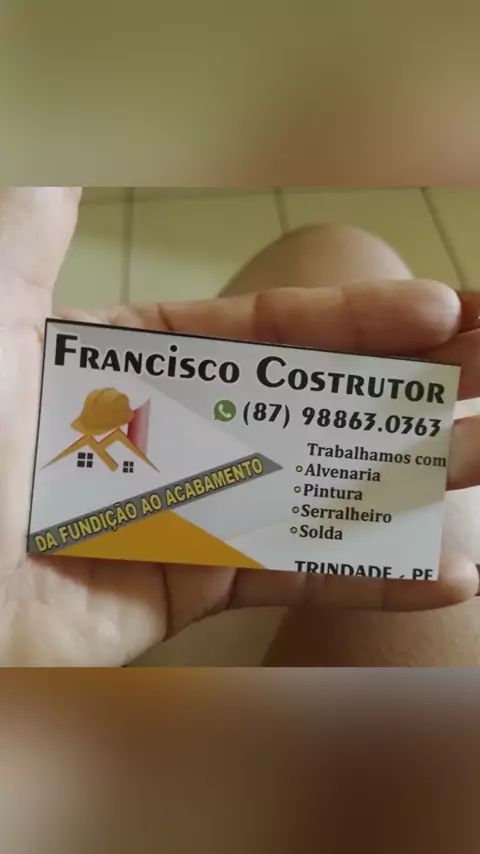 Francisco Costrutor
(87) 98863.0363
Trabalhamos com
Alvenaria
Pintura
Serralheiro
Solda
DA FUNDIÇÃO AO ACABAMENTO
TRINDADE - PE